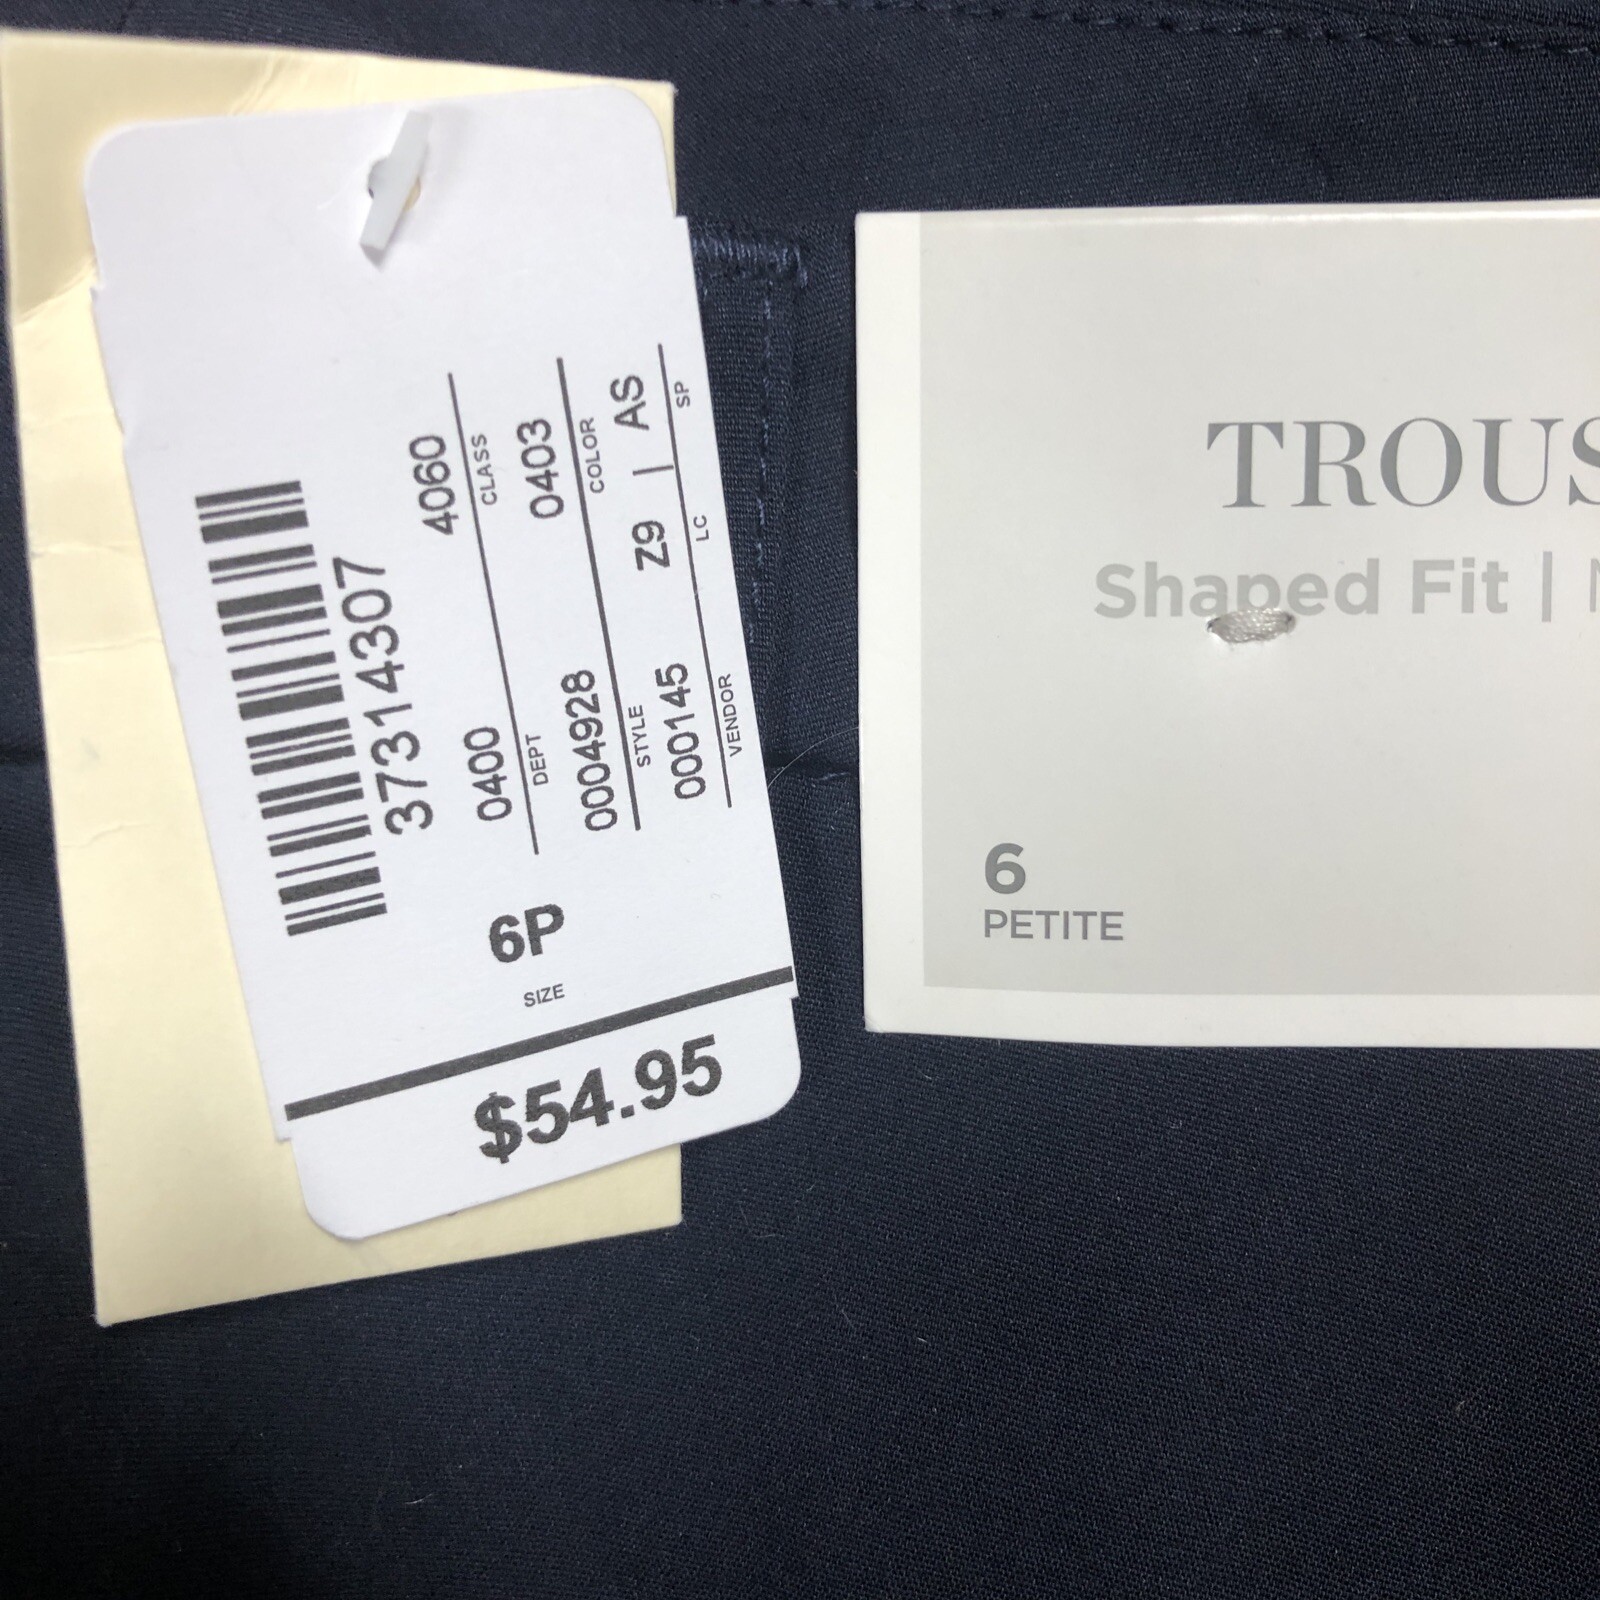 37314307
0400 4060
DEPT CLASS
0004928 0403
STYLE COLOR
000145 Z9 | AS
VENDOR LC SP
6P
SIZE
$54.95
TROUS
Shaped Fit |
6
PETITE